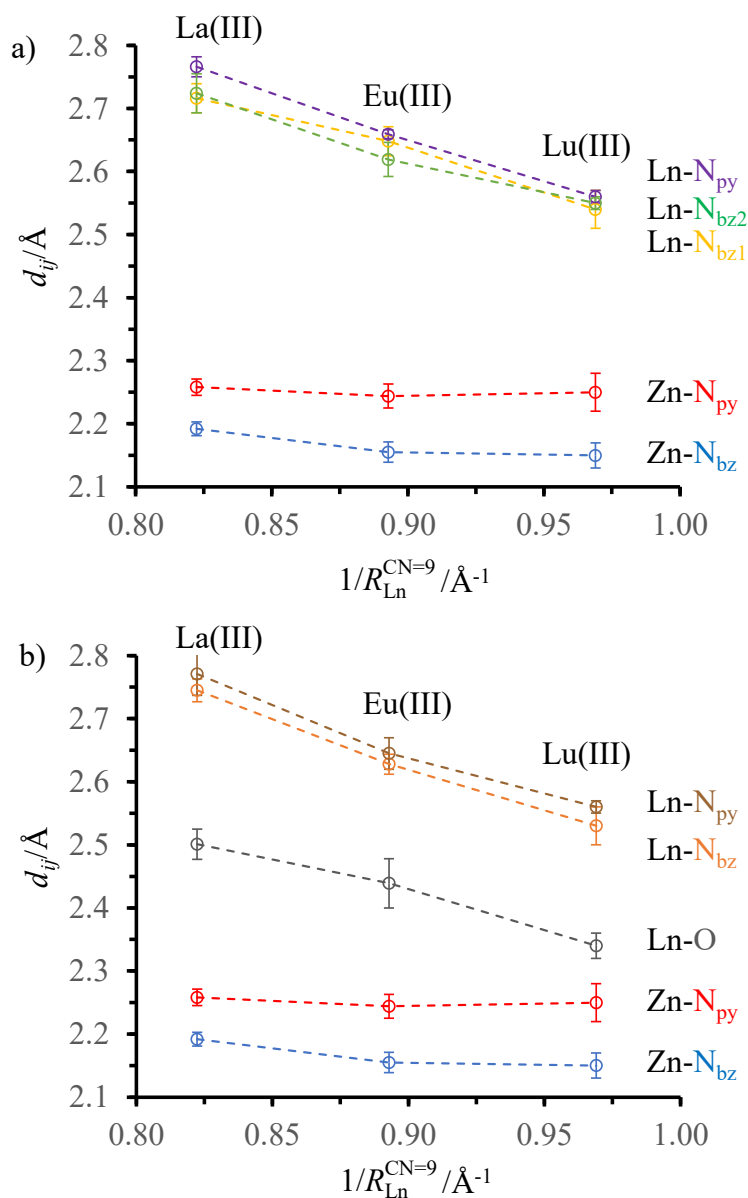 a)
La(III)
Eu(III)
Lu(III)
2.8
2.7
2.6
2.5
2.4
2.3
2.2
2.1
d_ij/Å
Ln-N_py
Ln-N_bz2
Ln-N_bz1
Zn-N_py
Zn-N_bz
0.80 0.85 0.90 0.95 1.00
1/R_Ln^CN=9 /Å^-1
b)
La(III)
Eu(III)
Lu(III)
2.8
2.7
2.6
2.5
2.4
2.3
2.2
2.1
d_ij/Å
Ln-N_py
Ln-N_bz
Ln-O
Zn-N_py
Zn-N_bz
0.80 0.85 0.90 0.95 1.00
1/R_Ln^CN=9 /Å^-1